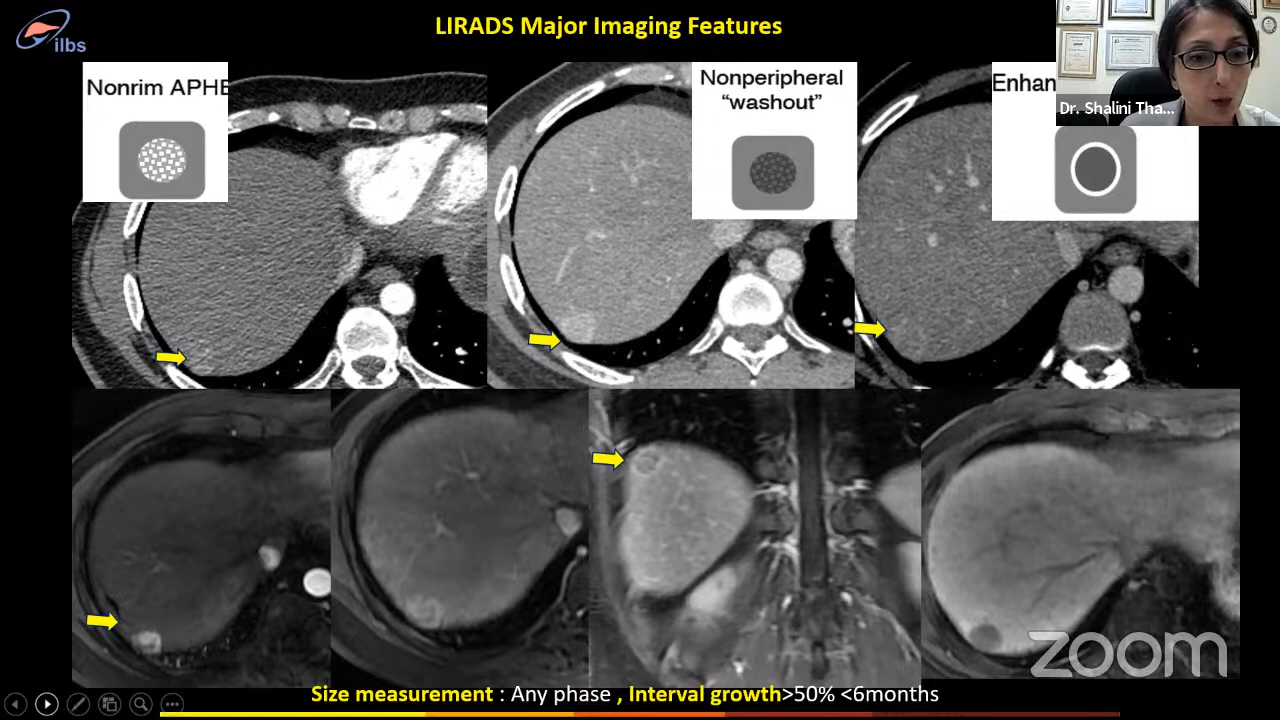 LIRADS Major Imaging Features
ilbs
Nonrim APHE
Nonperipheral
“washout”
Enhan
Dr. Shalini Tha...
zoom
Size measurement : Any phase , Interval growth>50% <6months